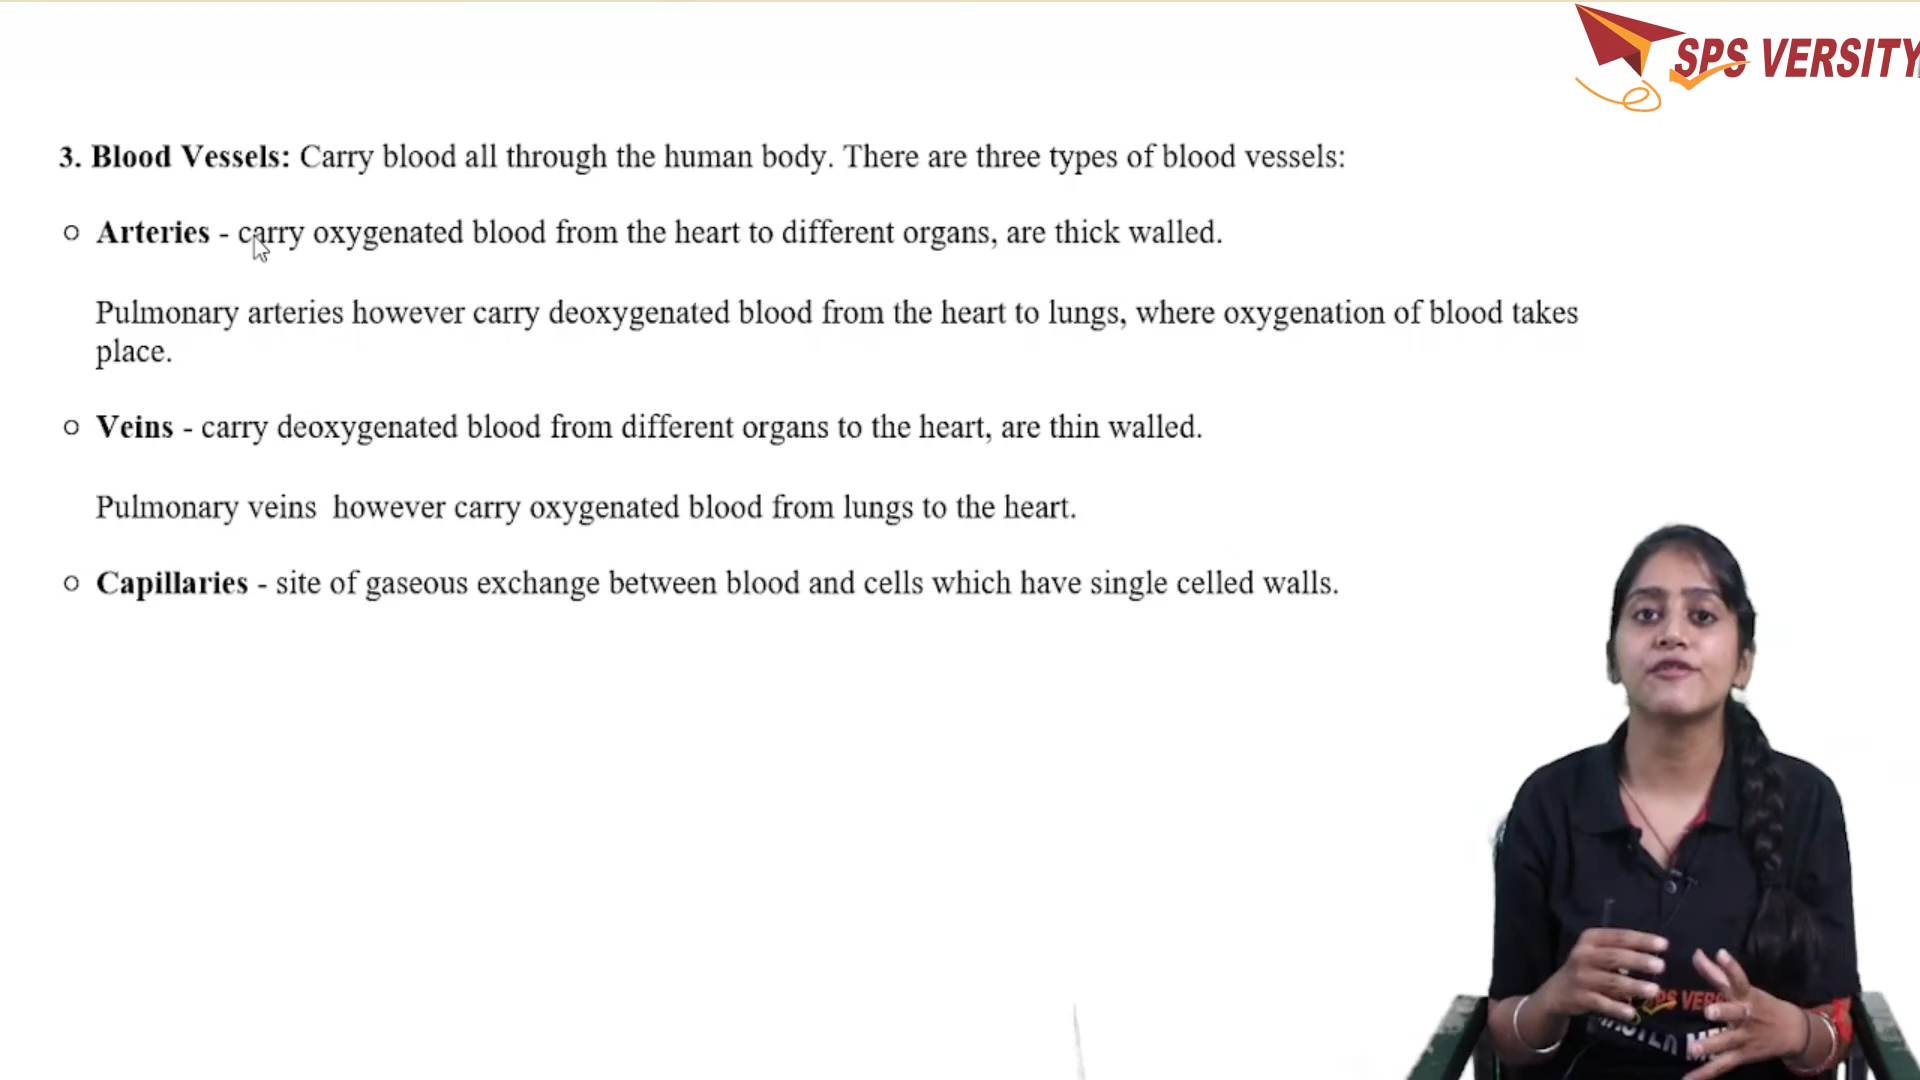 SPS VERSITY
3. Blood Vessels: Carry blood all through the human body. There are three types of blood vessels:
○ Arteries - carry oxygenated blood from the heart to different organs, are thick walled.
Pulmonary arteries however carry deoxygenated blood from the heart to lungs, where oxygenation of blood takes
place.
○ Veins - carry deoxygenated blood from different organs to the heart, are thin walled.
Pulmonary veins however carry oxygenated blood from lungs to the heart.
○ Capillaries - site of gaseous exchange between blood and cells which have single celled walls.